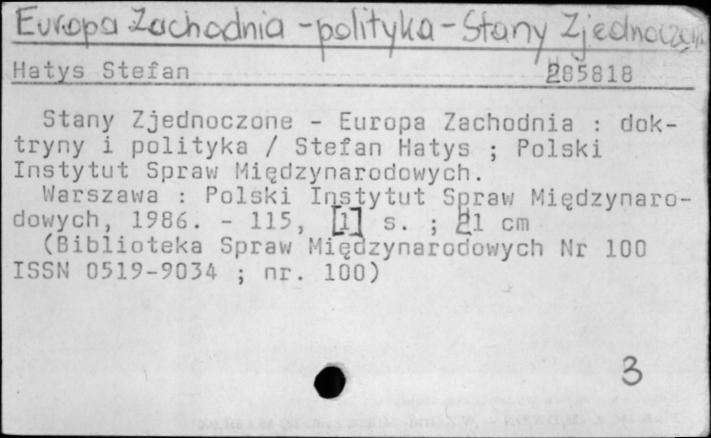 Europa Zachodnia - polityka - Stany Zjednoczone
Hatys Stefan 285818
Stany Zjednoczone - Europa Zachodnia : dok-
tryny i polityka / Stefan Hatys ; Polski
Instytut Spraw Międzynarodowych.
Warszawa : Polski Instytut Spraw Międzynaro-
dowych, 1986. - 115, [1] s. ; 21 cm
(Biblioteka Spraw Międzynarodowych Nr 100
ISSN 0519-9034 ; nr. 100)
3